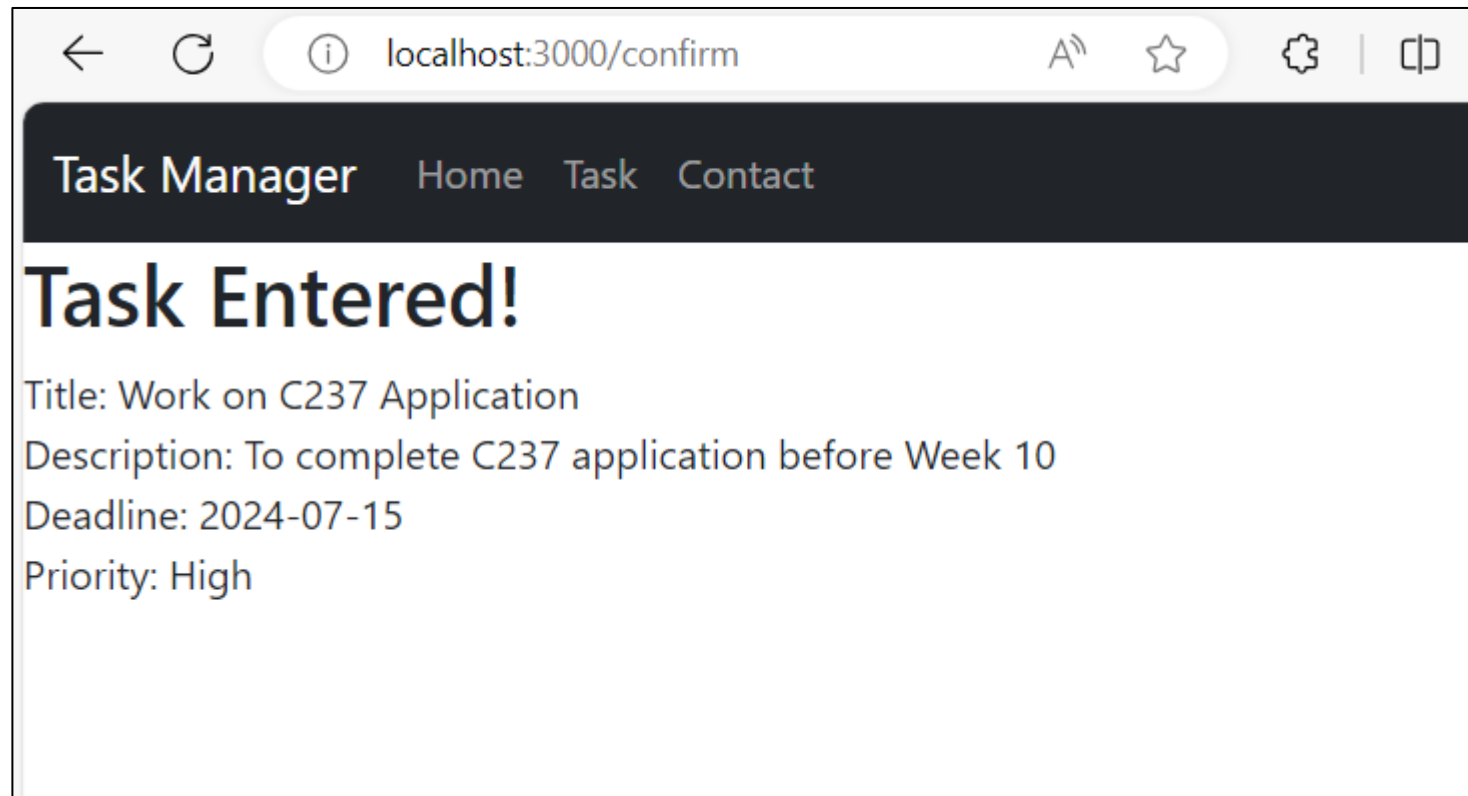 localhost:3000/confirm
Task Manager Home Task Contact
Task Entered!
Title: Work on C237 Application
Description: To complete C237 application before Week 10
Deadline: 2024-07-15
Priority: High